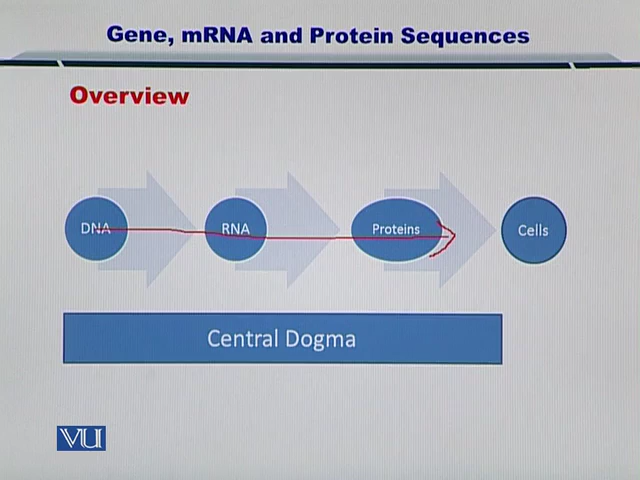 Gene, mRNA and Protein Sequences
Overview
DNA RNA Proteins Cells
Central Dogma
VU